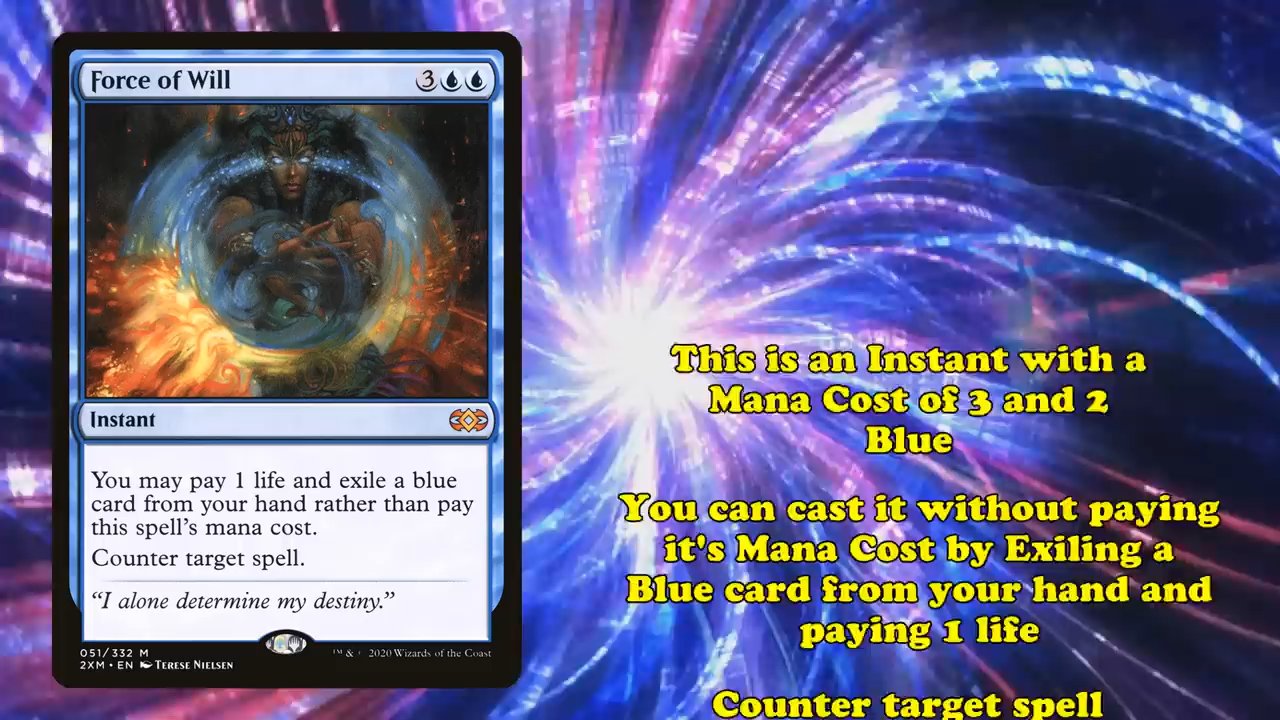 Force of Will 3
Instant
You may pay 1 life and exile a blue
card from your hand rather than pay
this spell's mana cost.
Counter target spell.
“I alone determine my destiny.”
051/332 M
2XM • EN Terese Nielsen
™ & © 2020 Wizards of the Coast
This is an Instant with a
Mana Cost of 3 and 2
Blue
You can cast it without paying
it's Mana Cost by Exiling a
Blue card from your hand and
paying 1 life
Counter target spell